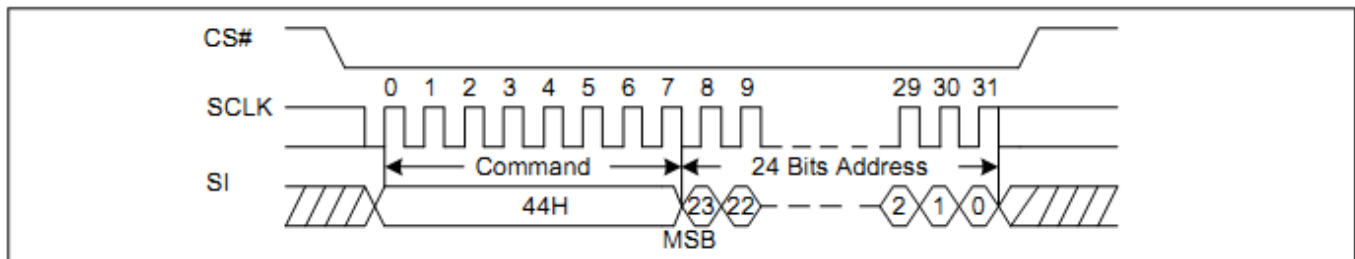 CS#
0 1 2 3 4 5 6 7 8 9 29 30 31
SCLK
Command 24 Bits Address
SI
44H 23 22 2 1 0
MSB